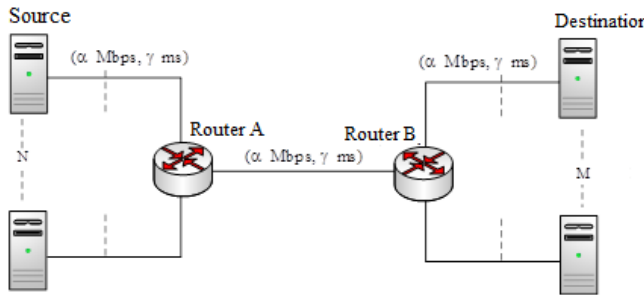 Source
Destination
(α Mbps, γ ms)
(α Mbps, γ ms)
Router A
Router B
(α Mbps, γ ms)
N
M